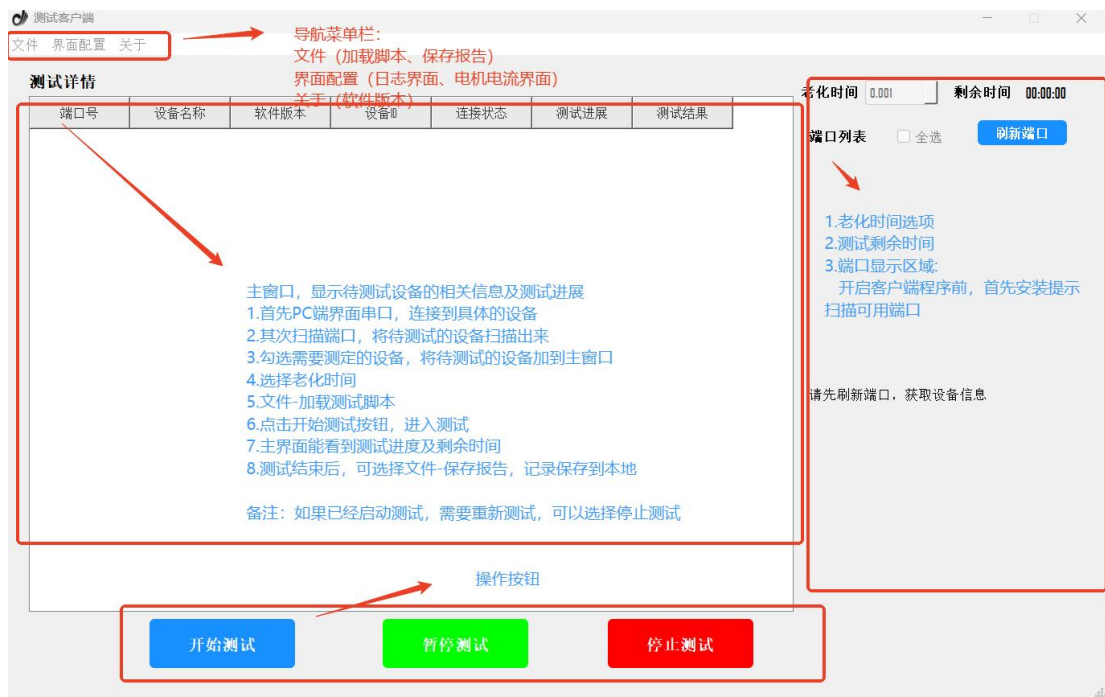 测试客户端
文件 界面配置 关于
导航菜单栏：
文件（加载脚本、保存报告）
界面配置（日志界面、电机电流界面）
关于（软件版本）
测试详情
端口号 设备名称 软件版本 设备ID 连接状态 测试进展 测试结果
老化时间 0.001 剩余时间 00:00:00
端口列表 全选 刷新端口
1.老化时间选项
2.测试剩余时间
3.端口显示区域:
开启客户端程序前，首先安装提示
扫描可用端口
主窗口，显示待测试设备的相关信息及测试进展
1.首先PC端界面串口，连接到具体的设备
2.其次扫描端口，将待测试的设备扫描出来
3.勾选需要测定的设备，将待测试的设备加到主窗口
4.选择老化时间
5.文件-加载测试脚本
6.点击开始测试按钮，进入测试
7.主界面能看到测试进度及剩余时间
8.测试结束后，可选择文件-保存报告，记录保存到本地
备注：如果已经启动测试，需要重新测试，可以选择停止测试
请先刷新端口，获取设备信息
操作按钮
开始测试 暂停测试 停止测试